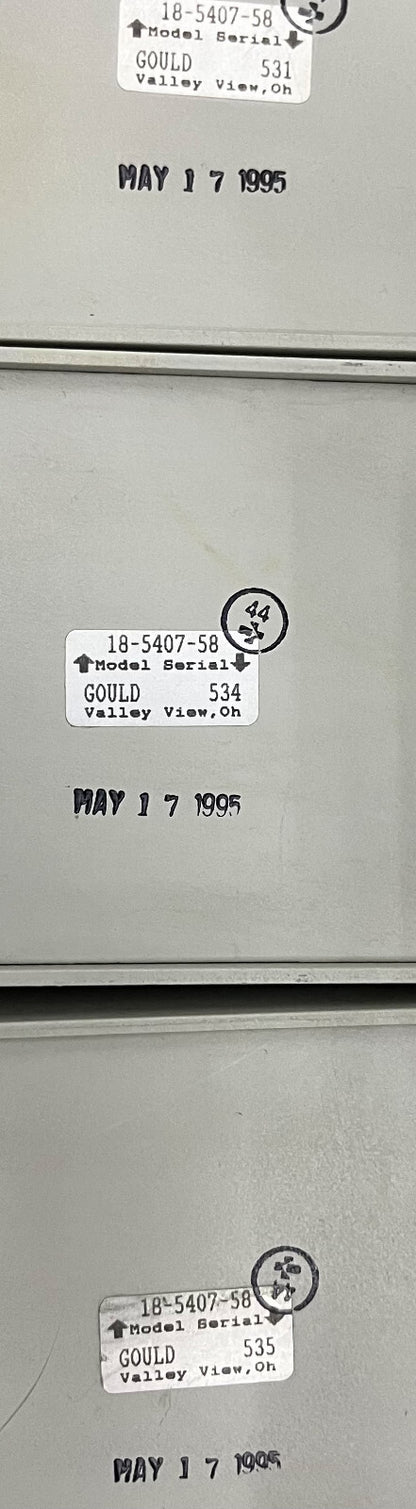 18-5407-58
Model Serial
GOULD 531
Valley View,Oh
MAY 17 1995
44
18-5407-58
Model Serial
GOULD 534
Valley View,Oh
MAY 17 1995
18-5407-58
44
Model Serial
GOULD 535
Valley View,Oh
MAY 17 1995